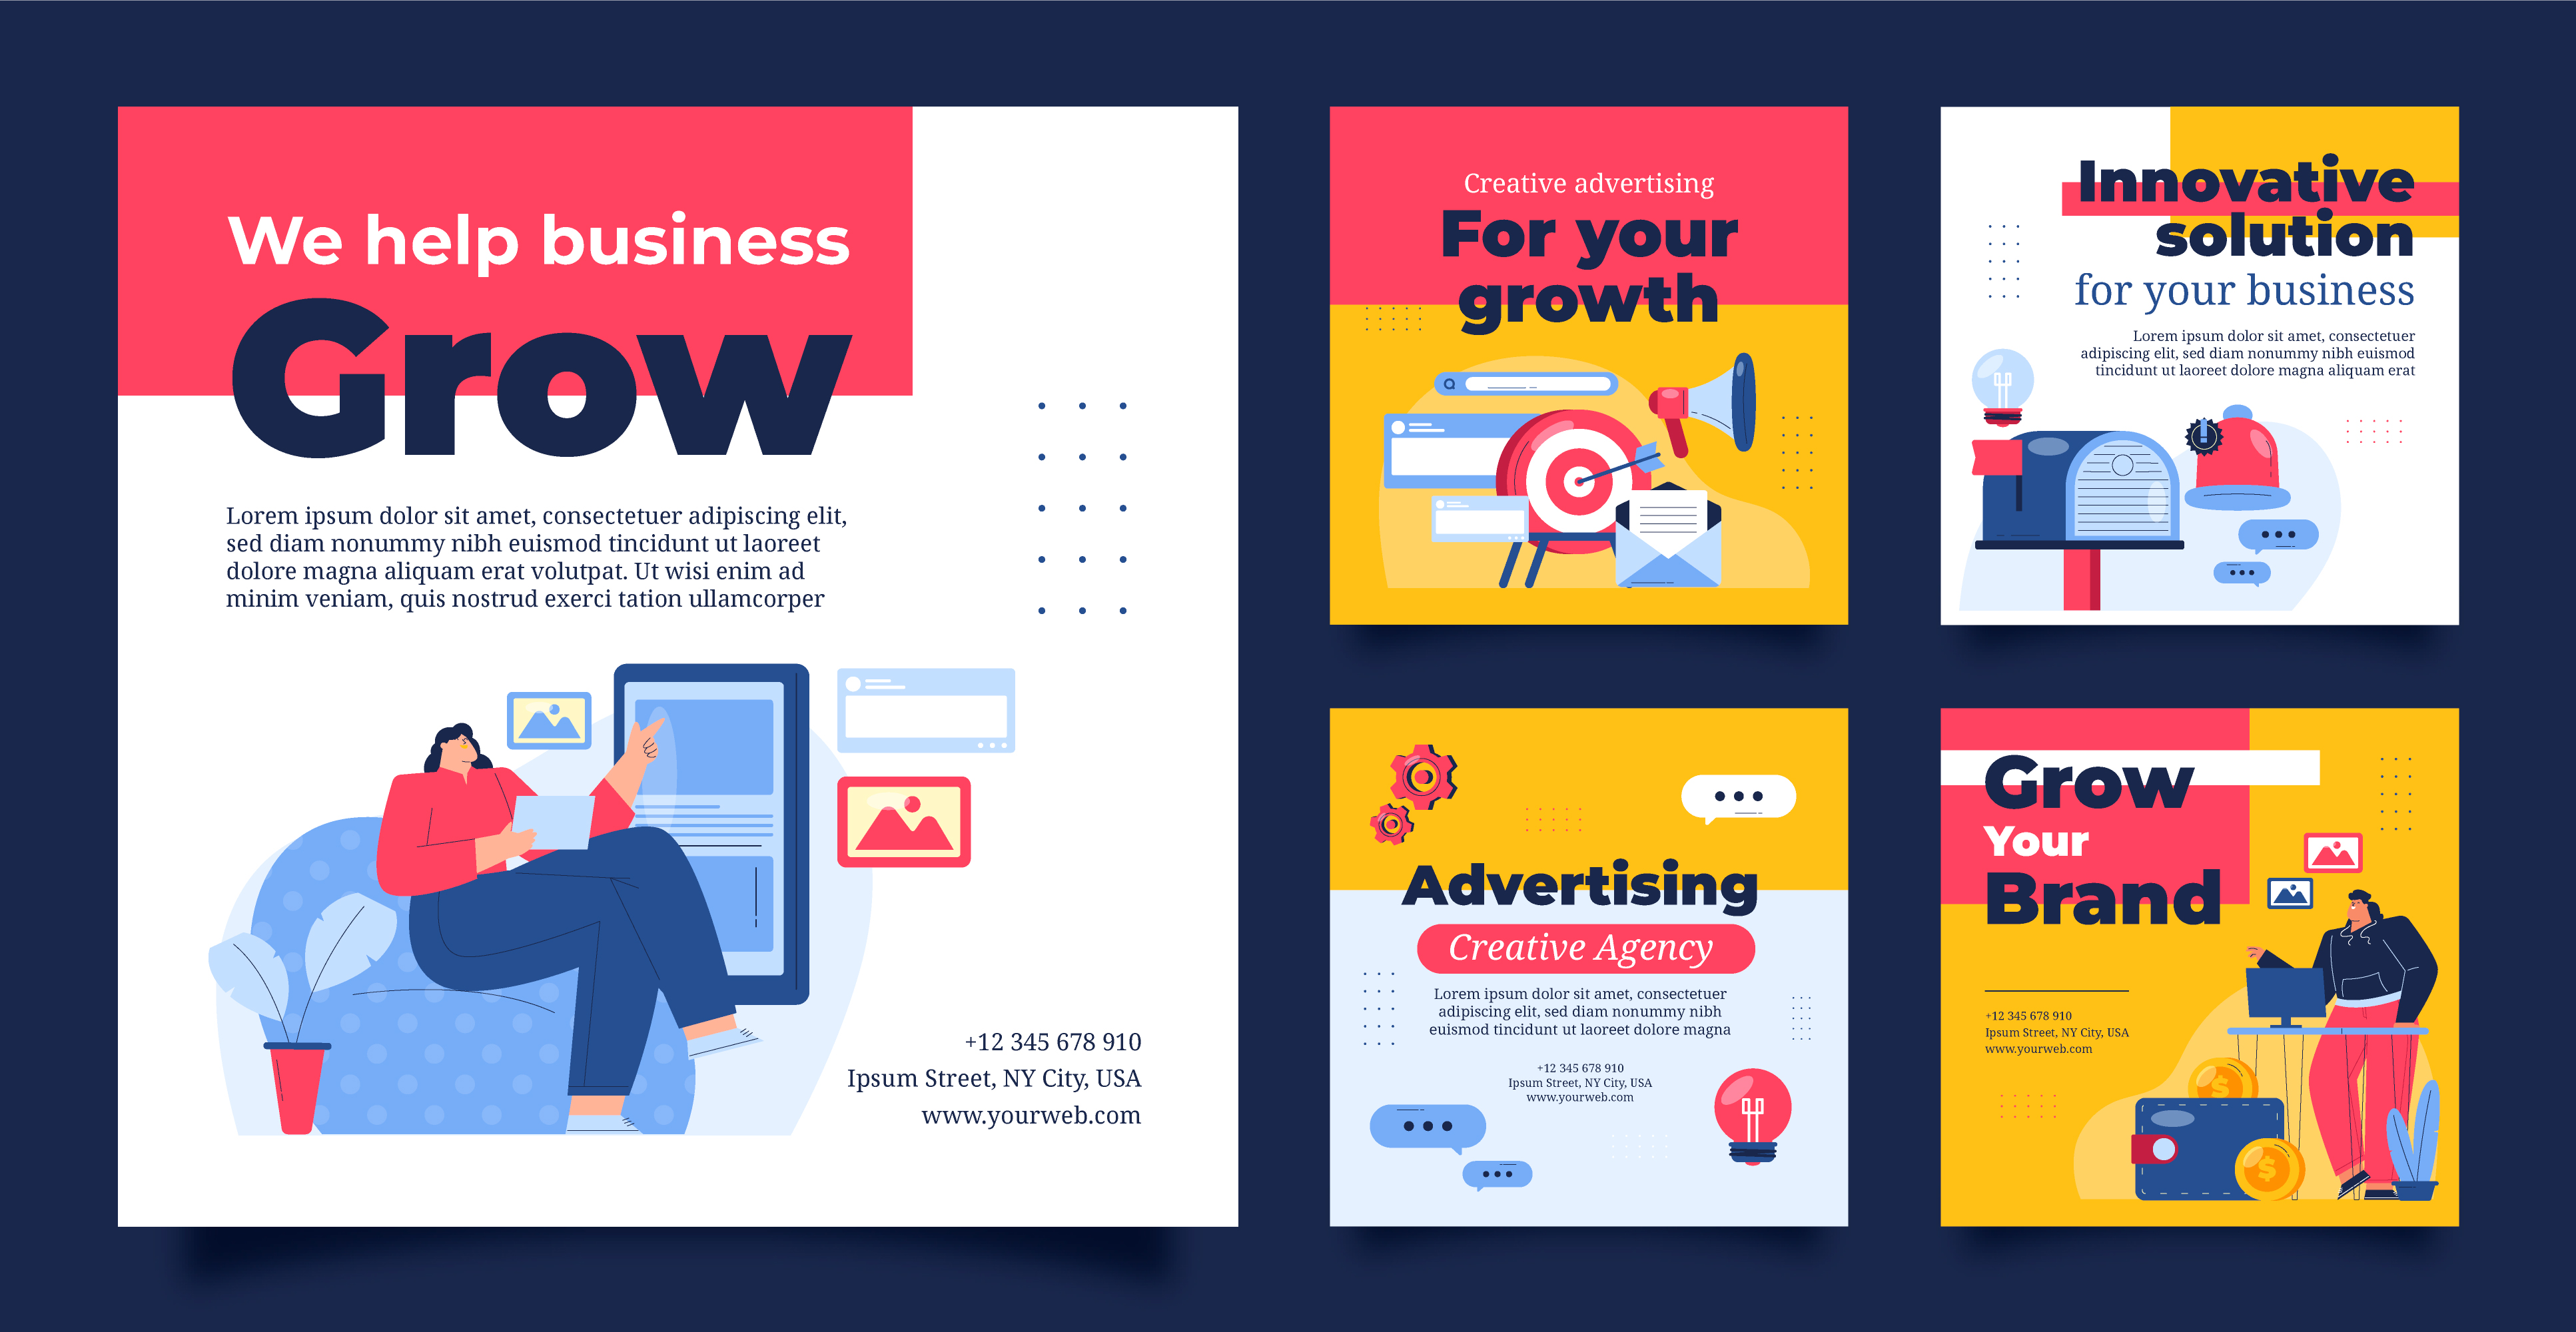 We help business
Grow
Lorem ipsum dolor sit amet, consectetuer adipiscing elit,
sed diam nonummy nibh euismod tincidunt ut laoreet
dolore magna aliquam erat volutpat. Ut wisi enim ad
minim veniam, quis nostrud exerci tation ullamcorper
+12 345 678 910
Ipsum Street, NY City, USA
www.yourweb.com
Creative advertising
For your
growth
Innovative
solution
for your business
Lorem ipsum dolor sit amet, consectetuer
adipiscing elit, sed diam nonummy nibh euismod
tincidunt ut laoreet dolore magna aliquam erat
Advertising
Creative Agency
Lorem ipsum dolor sit amet, consectetuer
adipiscing elit, sed diam nonummy nibh
euismod tincidunt ut laoreet dolore magna
+12 345 678 910
Ipsum Street, NY City, USA
www.yourweb.com
Grow
Your
Brand
+12 345 678 910
Ipsum Street, NY City, USA
www.yourweb.com
$
$